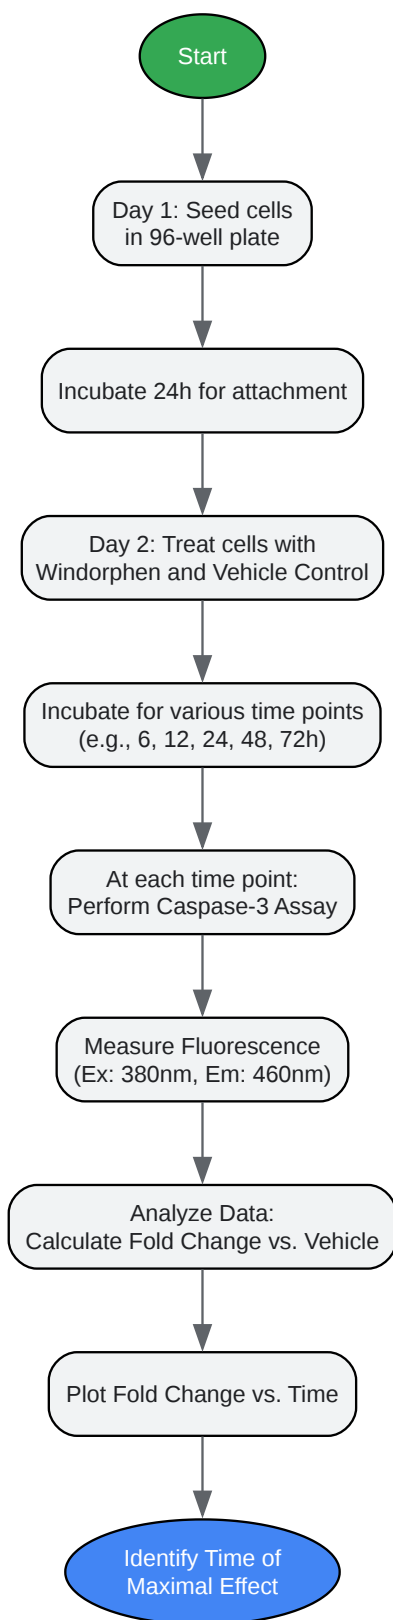 Start
Day 1: Seed cells
in 96-well plate
Incubate 24h for attachment
Day 2: Treat cells with
Windorphen and Vehicle Control
Incubate for various time points
(e.g., 6, 12, 24, 48, 72h)
At each time point:
Perform Caspase-3 Assay
Measure Fluorescence
(Ex: 380nm, Em: 460nm)
Analyze Data:
Calculate Fold Change vs. Vehicle
Plot Fold Change vs. Time
Identify Time of
Maximal Effect